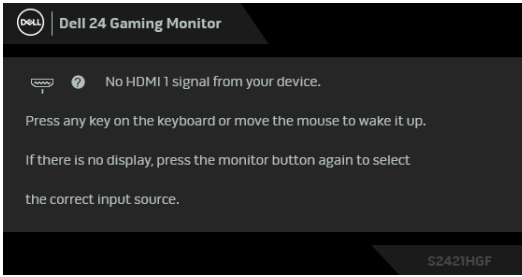 DELL
Dell 24 Gaming Monitor
No HDMI 1 signal from your device.
Press any key on the keyboard or move the mouse to wake it up.
If there is no display, press the monitor button again to select
the correct input source.
S2421HGF